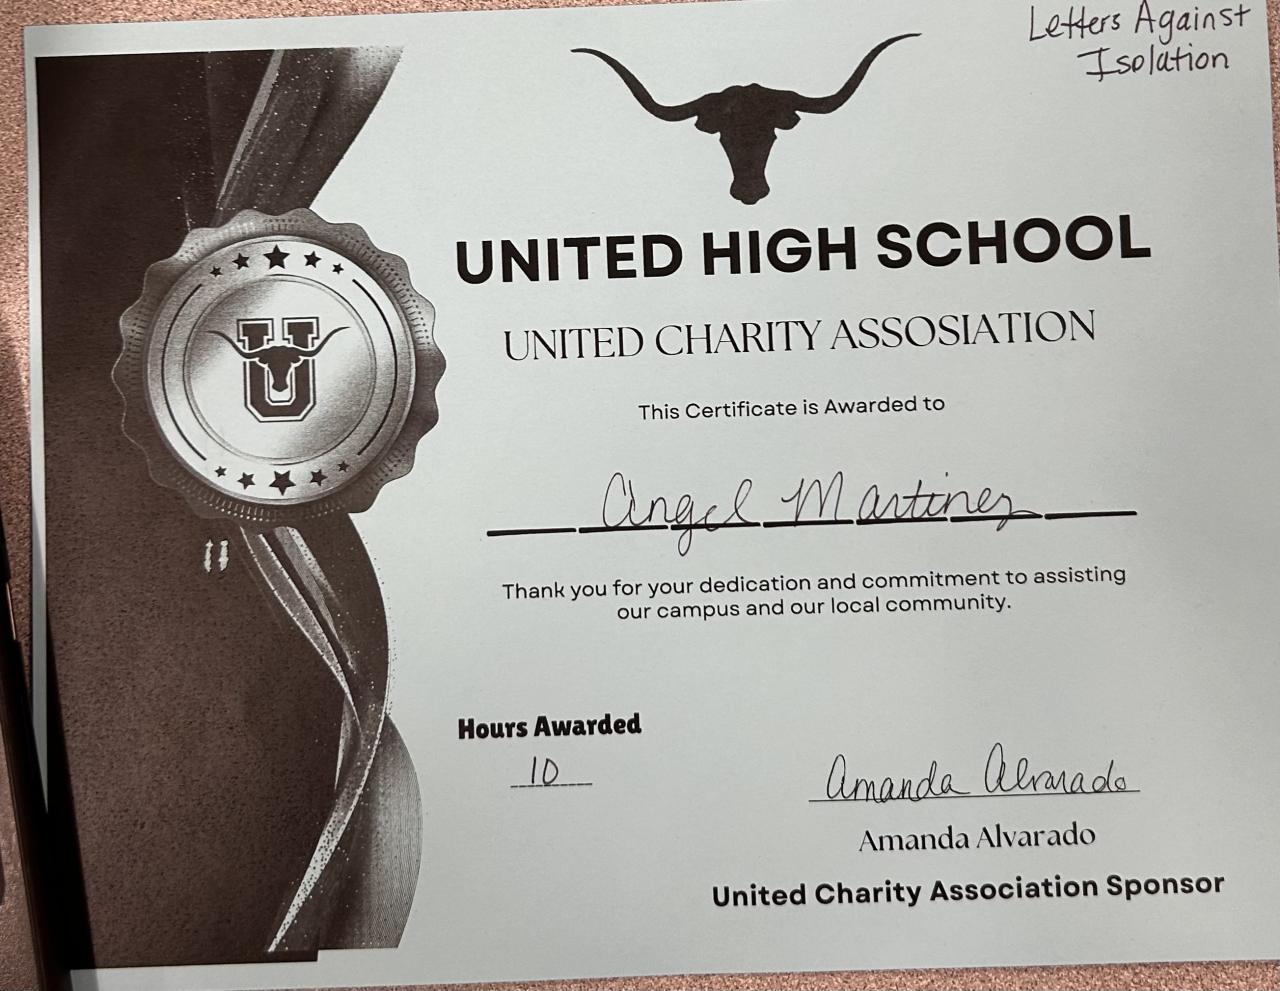 Letters Against
Isolation
UNITED HIGH SCHOOL
UNITED CHARITY ASSOSIATION
This Certificate is Awarded to
Angel Martinez
Thank you for your dedication and commitment to assisting
our campus and our local community.
Hours Awarded
10
Amanda Alvarado
Amanda Alvarado
United Charity Association Sponsor
U